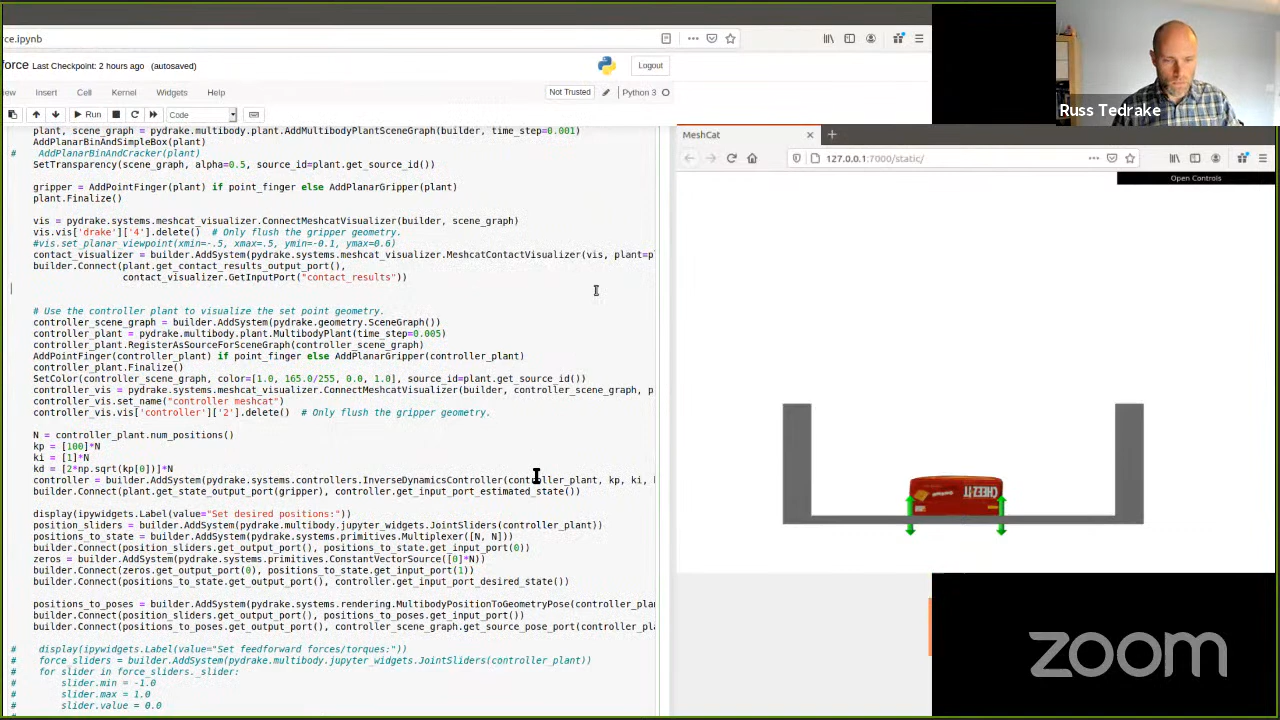 ce.ipynb
force Last Checkpoint: 2 hours ago (autosaved)
Logout
ew Insert Cell Kernel Widgets Help
Not Trusted
Python 3
Run
Code
plant, scene_graph = pydrake.multibody.plant.AddMultibodyPlantSceneGraph(builder, time_step=0.001)
AddPlanarBinAndSimpleBox(plant)
# AddPlanarBinAndCracker(plant)
SetTransparency(scene_graph, alpha=0.5, source_id=plant.get_source_id())
gripper = AddPointFinger(plant) if point_finger else AddPlanarGripper(plant)
plant.Finalize()
vis = pydrake.systems.meshcat_visualizer.ConnectMeshcatVisualizer(builder, scene_graph)
vis.vis['drake']['4'].delete() # Only flush the gripper geometry.
#vis.set_planar_viewpoint(xmin=-.5, xmax=.5, ymin=-0.1, ymax=0.6)
contact_visualizer = builder.AddSystem(pydrake.systems.meshcat_visualizer.MeshcatContactVisualizer(vis, plant=p
builder.Connect(plant.get_contact_results_output_port(),
contact_visualizer.GetInputPort("contact_results"))
# Use the controller plant to visualize the set point geometry.
controller_scene_graph = builder.AddSystem(pydrake.geometry.SceneGraph())
controller_plant = pydrake.multibody.plant.MultibodyPlant(time_step=0.005)
controller_plant.RegisterAsSourceForSceneGraph(controller_scene_graph)
AddPointFinger(controller_plant) if point_finger else AddPlanarGripper(controller_plant)
controller_plant.Finalize()
SetColor(controller_scene_graph, color=[1.0, 165.0/255, 0.0, 1.0], source_id=plant.get_source_id())
controller_vis = pydrake.systems.meshcat_visualizer.ConnectMeshcatVisualizer(builder, controller_scene_graph, p
controller_vis.set_name("controller meshcat")
controller_vis.vis['controller']['2'].delete() # Only flush the gripper geometry.
N = controller_plant.num_positions()
kp = [100]*N
ki = [1]*N
kd = [2*np.sqrt(kp[0])]*N
controller = builder.AddSystem(pydrake.systems.controllers.InverseDynamicsController(controller_plant, kp, ki,
builder.Connect(plant.get_state_output_port(gripper), controller.get_input_port_estimated_state())
display(ipywidgets.Label(value="Set desired positions:"))
position_sliders = builder.AddSystem(pydrake.multibody.jupyter_widgets.JointSliders(controller_plant))
positions_to_state = builder.AddSystem(pydrake.systems.primitives.Multiplexer([N, N]))
builder.Connect(position_sliders.get_output_port(), positions_to_state.get_input_port(0))
zeros = builder.AddSystem(pydrake.systems.primitives.ConstantVectorSource([0]*N))
builder.Connect(zeros.get_output_port(0), positions_to_state.get_input_port(1))
builder.Connect(positions_to_state.get_output_port(), controller.get_input_port_desired_state())
positions_to_poses = builder.AddSystem(pydrake.systems.rendering.MultibodyPositionToGeometryPose(controller_plan
builder.Connect(position_sliders.get_output_port(), positions_to_poses.get_input_port())
builder.Connect(positions_to_poses.get_output_port(), controller_scene_graph.get_source_pose_port(controller_pla
# display(ipywidgets.Label(value="Set feedforward forces/torques:"))
# force_sliders = builder.AddSystem(pydrake.multibody.jupyter_widgets.JointSliders(controller_plant))
# for slider in force_sliders._slider:
# slider.min = -1.0
# slider.max = 1.0
# slider.value = 0.0
#
Russ Tedrake
MeshCat
127.0.0.1:7000/static/
Open Controls
CHEEZ IT
zoom